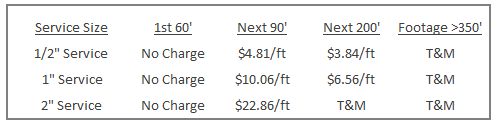 Service Size 1st 60' Next 90' Next 200' Footage >350'
1/2" Service No Charge $4.81/ft $3.84/ft T&M
1" Service No Charge $10.06/ft $6.56/ft T&M
2" Service No Charge $22.86/ft T&M T&M